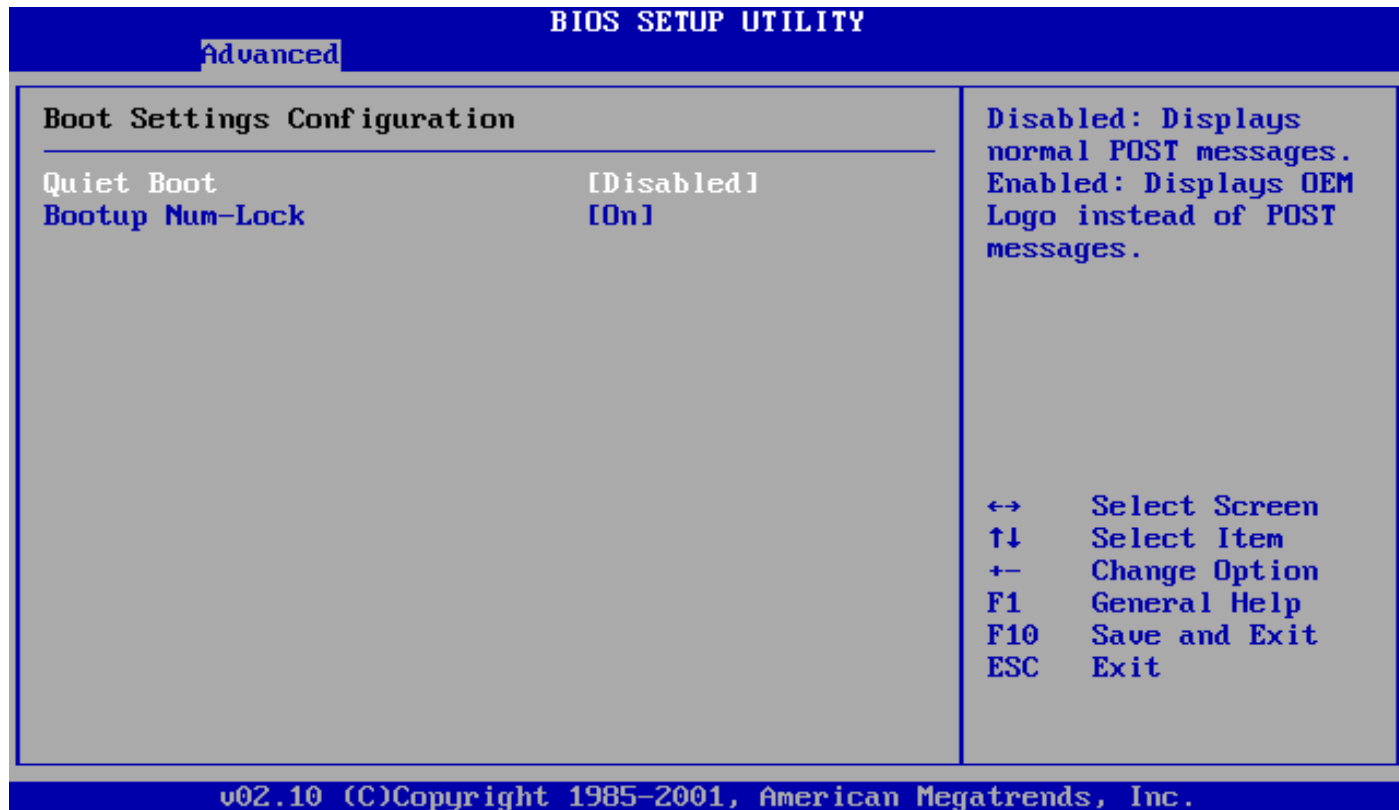 BIOS SETUP UTILITY
Advanced
Boot Settings Configuration
Quiet Boot [Disabled]
Bootup Num-Lock [On]
Disabled: Displays
normal POST messages.
Enabled: Displays OEM
Logo instead of POST
messages.
←→ Select Screen
↑↓ Select Item
+- Change Option
F1 General Help
F10 Save and Exit
ESC Exit
v02.10 (C)Copyright 1985-2001, American Megatrends, Inc.